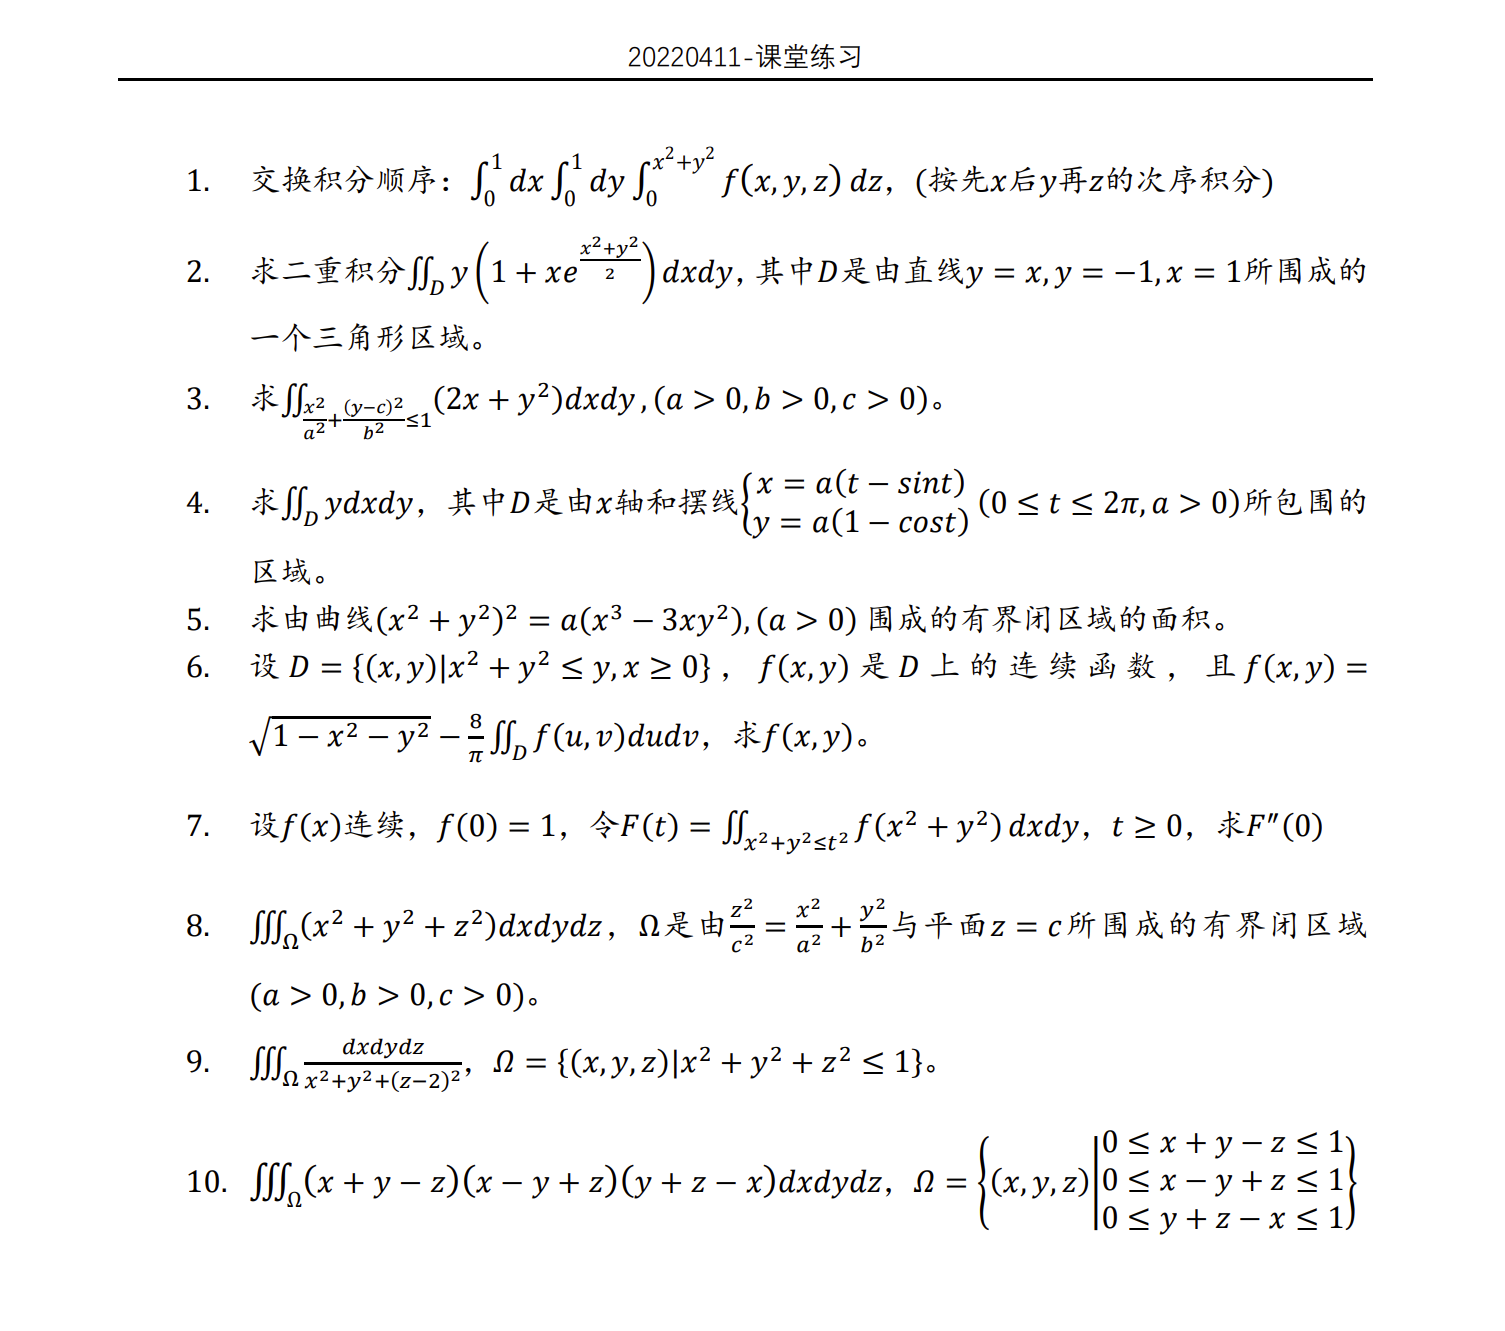 20220411-课堂练习
1. 交换积分顺序：$\int_0^1 dx \int_0^1 dy \int_0^{x^2+y^2} f(x,y,z)\,dz$，(按先x后y再z的次序积分)
2. 求二重积分$\iint_D y\left(1+xe^{\frac{x^2+y^2}{2}}\right)dxdy$, 其中D是由直线$y=x,y=-1,x=1$所围成的
一个三角形区域。
3. 求$\iint_{\frac{x^2}{a^2}+\frac{(y-c)^2}{b^2}\le 1}(2x+y^2)dxdy,(a>0,b>0,c>0)$。
4. 求$\iint_D ydxdy$，其中D是由x轴和摆线$\begin{cases}x=a(t-sint)\\y=a(1-cost)\end{cases}(0\le t\le 2\pi,a>0)$所包围的
区域。
5. 求由曲线$(x^2+y^2)^2=a(x^3-3xy^2),(a>0)$ 围成的有界闭区域的面积。
6. 设 $D=\{(x,y)|x^2+y^2\le y,x\ge 0\}$，$f(x,y)$ 是 D 上的连续函数，且 $f(x,y)=$
$\sqrt{1-x^2-y^2}-\frac{8}{\pi}\iint_D f(u,v)dudv$，求$f(x,y)$。
7. 设$f(x)$连续，$f(0)=1$，令$F(t)=\iint_{x^2+y^2\le t^2}f(x^2+y^2)\,dxdy$，$t\ge 0$，求$F''(0)$
8. $\iiint_\Omega(x^2+y^2+z^2)dxdydz$，Ω是由$\frac{z^2}{c^2}=\frac{x^2}{a^2}+\frac{y^2}{b^2}$与平面$z=c$所围成的有界闭区域
$(a>0,b>0,c>0)$。
9. $\iiint_\Omega\frac{dxdydz}{x^2+y^2+(z-2)^2}$，$\Omega=\{(x,y,z)|x^2+y^2+z^2\le 1\}$。
10. $\iiint_\Omega(x+y-z)(x-y+z)(y+z-x)dxdydz$，$\Omega=\left\{(x,y,z)\middle|\begin{matrix}0\le x+y-z\le 1\\0\le x-y+z\le 1\\0\le y+z-x\le 1\end{matrix}\right\}$